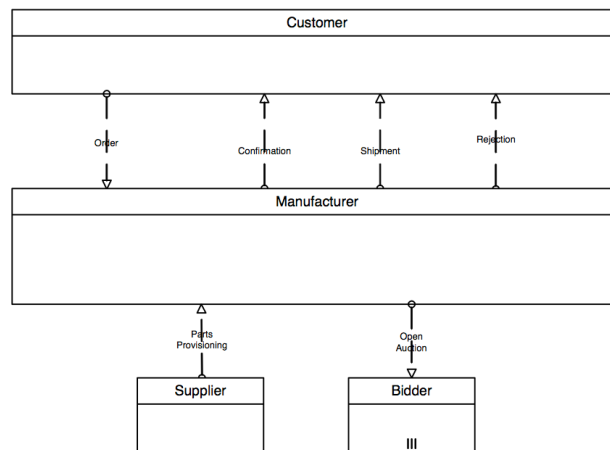 Customer
Order
Confirmation
Shipment
Rejection
Manufacturer
Parts
Provisioning
Open
Auction
Supplier
Bidder